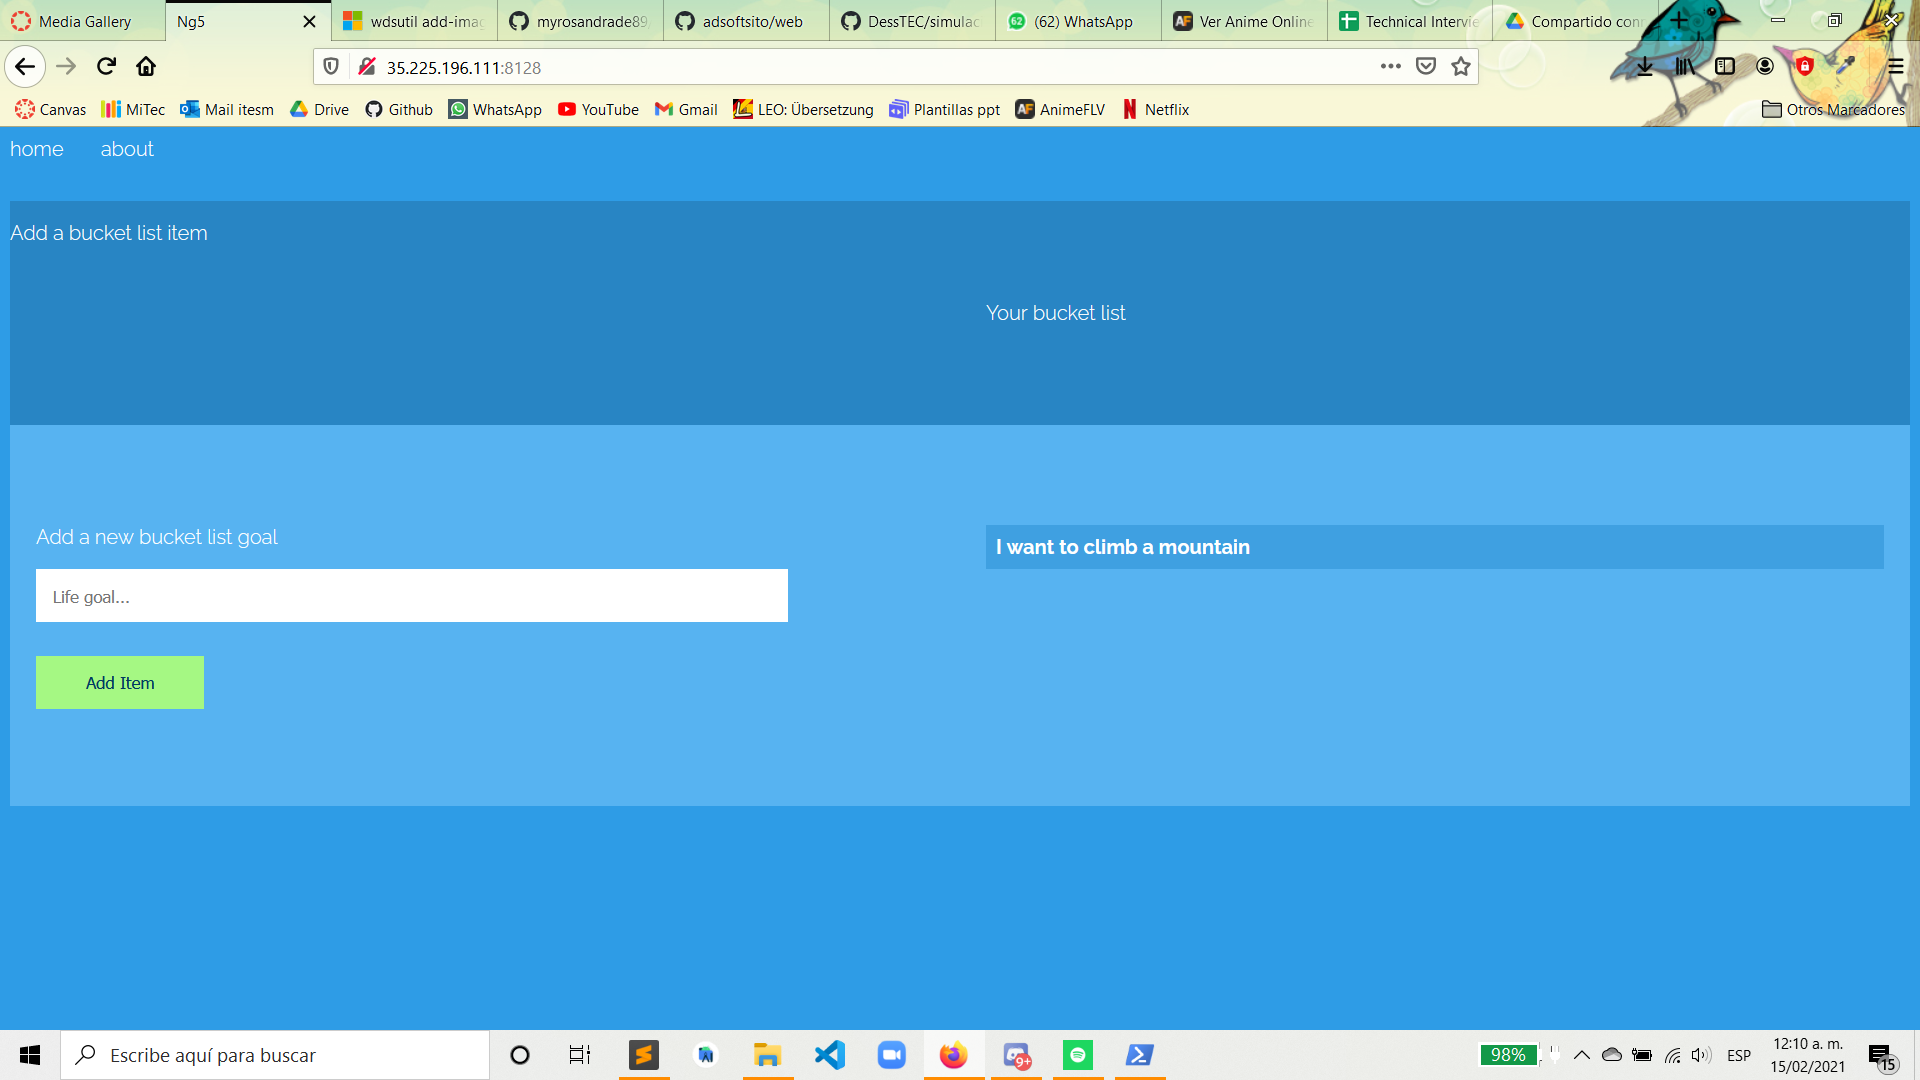 Media Gallery
Ng5
wdsutil add-imag
myrosandrade89
adsoftsito/web
DessTEC/simulac
(62) WhatsApp
Ver Anime Online
Technical Intervie
Compartido con
35.225.196.111:8128
Canvas
MiTec
Mail itesm
Drive
Github
WhatsApp
YouTube
Gmail
LEO: Übersetzung
Plantillas ppt
AnimeFLV
Netflix
Otros Marcadores
home
about
Add a bucket list item
Your bucket list
Add a new bucket list goal
I want to climb a mountain
Life goal...
Add Item
Escribe aquí para buscar
9+
98%
ESP
12:10 a. m.
15/02/2021
15